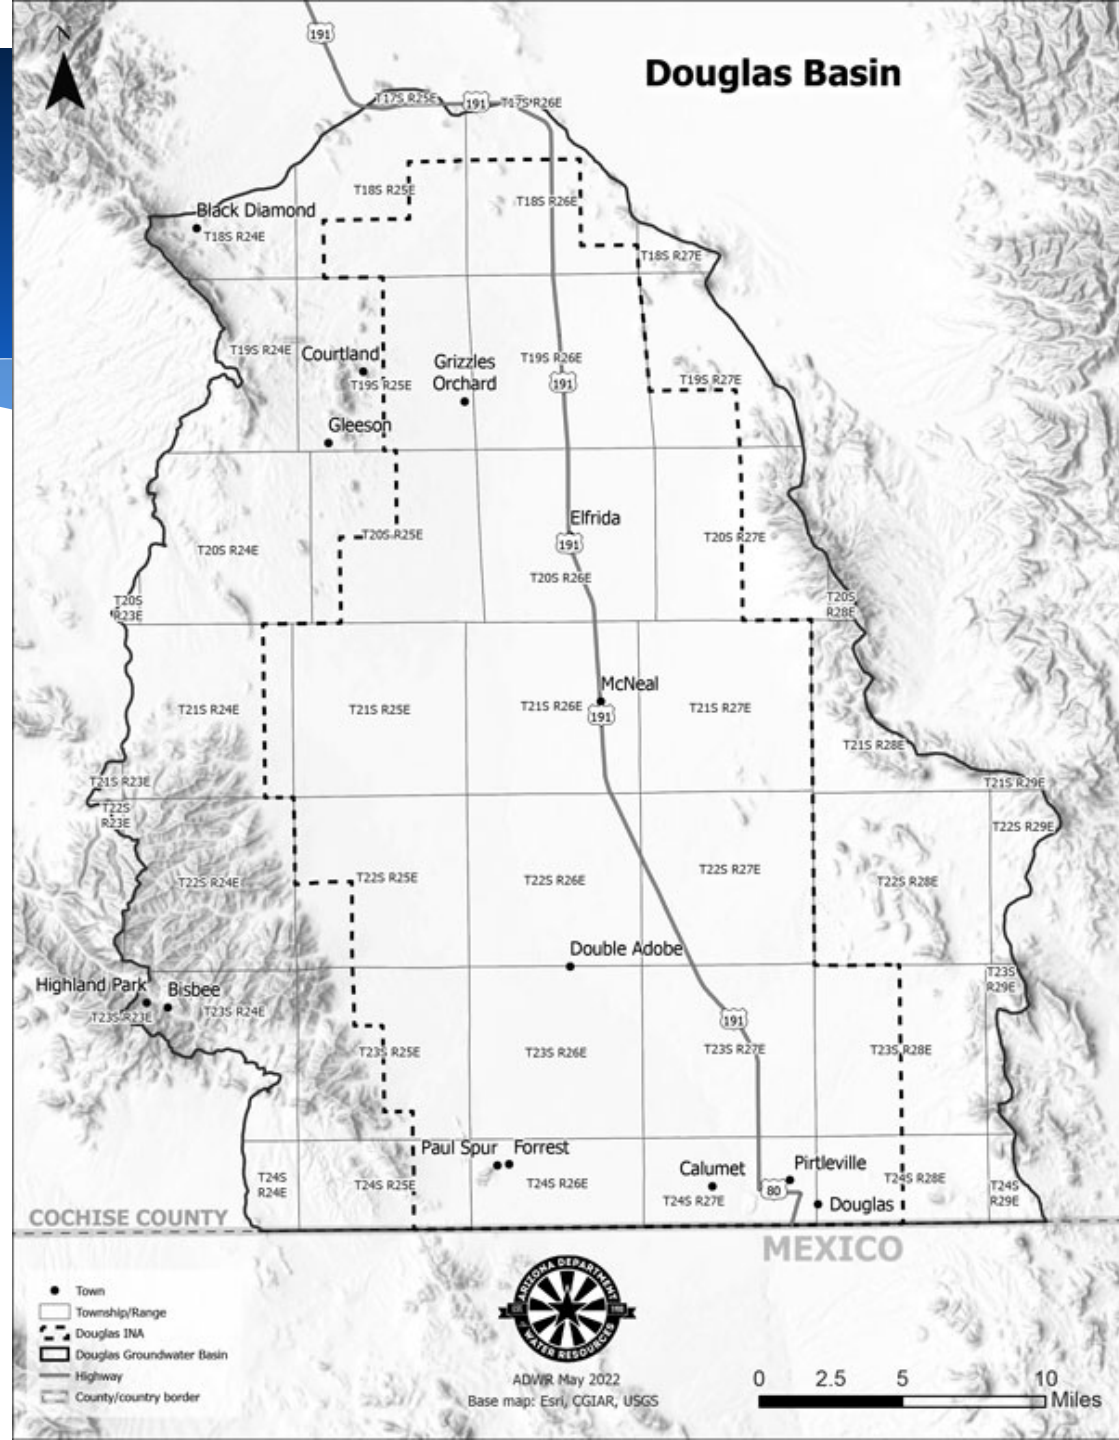 N
191
Douglas Basin
T17S R25E
191
T17S R26E
T18S R25E
T18S R26E
Black Diamond
T18S R24E
T18S R27E
T19S R24E
Courtland
T19S R25E
Grizzles
Orchard
T19S R26E
191
T19S R27E
Gleeson
Elfrida
T20S R24E
T20S R25E
191
T20S R27E
T20S R26E
T20S
R23E
T20S
R28E
McNeal
T21S R24E
T21S R25E
T21S R26E
191
T21S R27E
T21S R28E
T21S R23E
T21S R29E
T22S
R23E
T22S R29E
T22S R24E
T22S R25E
T22S R26E
T22S R27E
T22S R28E
Double Adobe
Highland Park
Bisbee
T23S R23E
T23S R24E
T23S
R29E
191
T23S R25E
T23S R26E
T23S R27E
T23S R28E
Paul Spur
Forrest
Calumet
Pirtleville
T24S
R24E
T24S R25E
T24S R26E
T24S R27E
80
T24S R28E
T24S
R29E
Douglas
COCHISE COUNTY
MEXICO
Town
Township/Range
Douglas INA
Douglas Groundwater Basin
Highway
County/country border
ARIZONA DEPARTMENT
of
WATER RESOURCES
ADWR May 2022
Base map: Esri, CGIAR, USGS
0 2.5 5 10
Miles